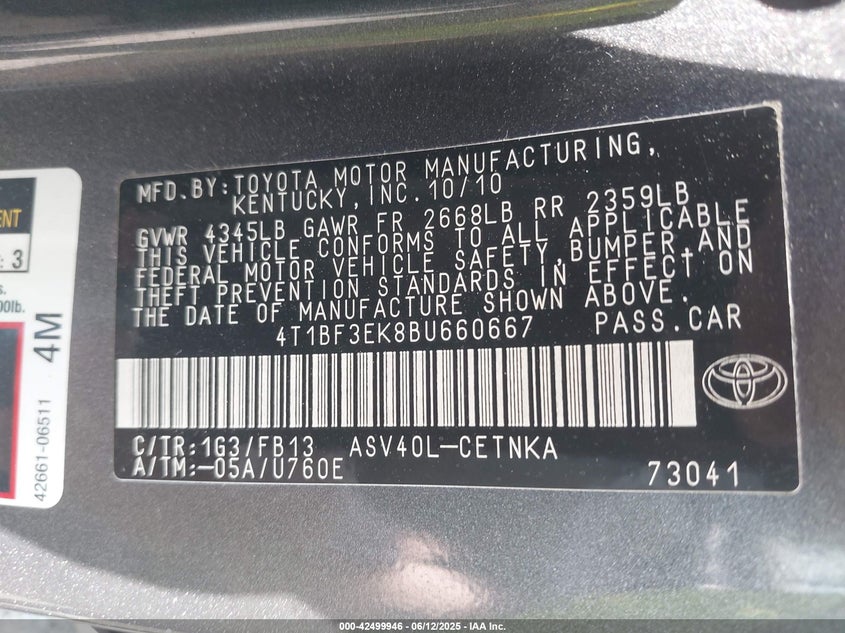 MFD.BY:TOYOTA MOTOR MANUFACTURING,
KENTUCKY,INC.10/10
GVWR 4345LB GAWR FR 2668LB RR 2359LB
THIS VEHICLE CONFORMS TO ALL APPLICABLE
FEDERAL MOTOR VEHICLE SAFETY,BUMPER,AND
THEFT PREVENTION STANDARDS IN EFFECT ON
THE DATE OF MANUFACTURE SHOWN ABOVE.
4T1BF3EK8BU660667 PASS.CAR
C/TR:1G3/FB13 ASV40L-CETNKA
A/TM:-05A/U760E 73041
: 3
4M
42661-06511
000-42499946 - 06/12/2025 - IAA Inc.